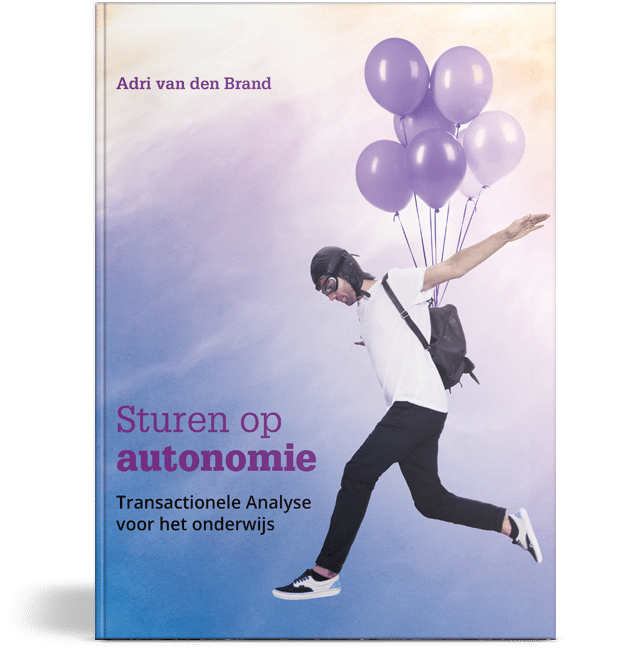 Adri van den Brand
Sturen op
autonomie
Transactionele Analyse
voor het onderwijs